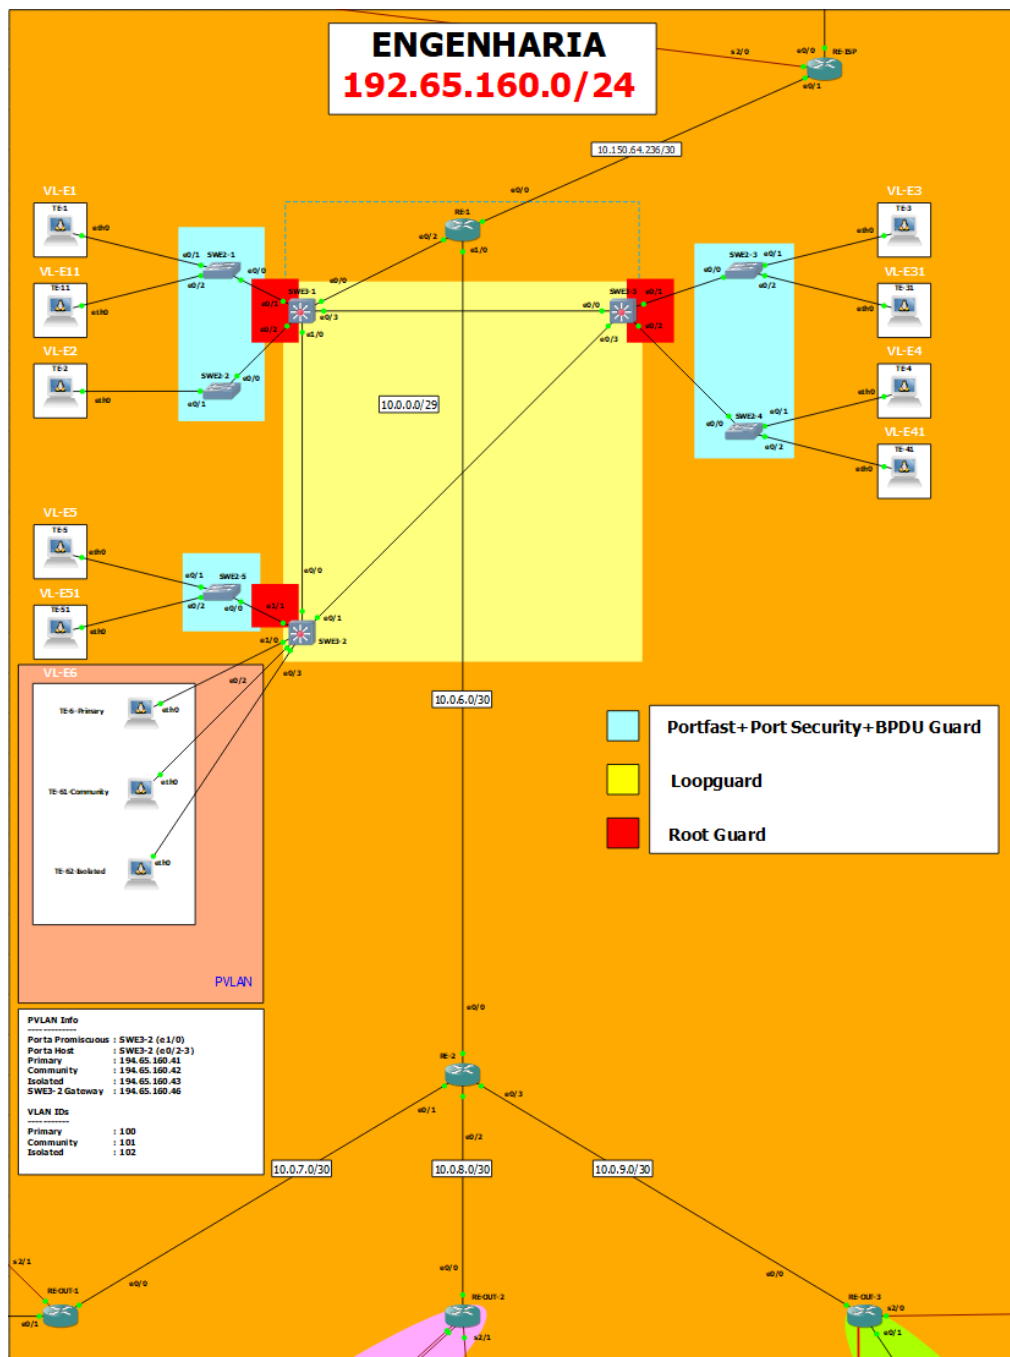 ENGENHARIA
192.65.160.0/24
s2/0
e0/0
RE-ISP
e0/1
10.150.64.236/30
e0/0
RE-1
e0/2
e1/0
VL-E1
TE-1
eth0
e0/1
SWE2-1
e0/0
e0/2
VL-E11
TE-11
eth0
VL-E2
TE-2
eth0
SWE2-2
e0/0
e0/1
SWE3-1
e0/0
e0/1
e0/2
e0/3
e1/0
SWE3-3
e0/0
e0/1
e0/2
e0/3
VL-E3
TE-3
eth0
SWE2-3
e0/1
e0/0
e0/2
VL-E31
TE-31
eth0
VL-E4
TE-4
eth0
SWE2-4
e0/1
e0/0
e0/2
VL-E41
TE-41
eth0
10.0.0.0/29
VL-E5
TE-5
eth0
e0/1
SWE2-5
e0/2
e0/0
VL-E51
TE-51
eth0
e0/0
e1/1
e0/1
e1/0
SWE3-2
e0/2
e0/3
VL-E6
TE-6-Primary
eth0
TE-61-Community
eth0
TE-62-Isolated
eth0
PVLAN
10.0.6.0/30
Portfast+Port Security+BPDU Guard
Loopguard
Root Guard
PVLAN Info
-------------
Porta Promiscuous : SWE3-2 (e1/0)
Porta Host : SWE3-2 (e0/2-3)
Primary : 194.65.160.41
Community : 194.65.160.42
Isolated : 194.65.160.43
SWE3-2 Gateway : 194.65.160.46
VLAN IDs
-----------
Primary : 100
Community : 101
Isolated : 102
e0/0
RE-2
e0/1
e0/3
e0/2
10.0.7.0/30
10.0.8.0/30
10.0.9.0/30
s2/1
e0/0
RE-OUT-1
e0/1
e0/0
RE-OUT-2
s2/1
e0/0
RE-OUT-3
s2/0
e0/1